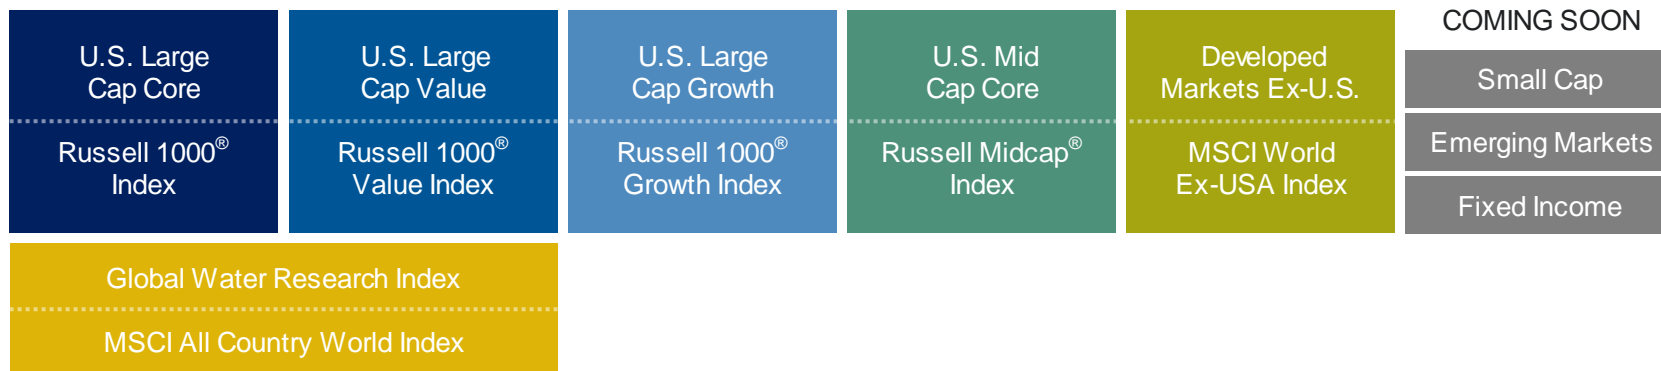 U.S. Large
Cap Core
Russell 1000®
Index
U.S. Large
Cap Value
Russell 1000®
Value Index
U.S. Large
Cap Growth
Russell 1000®
Growth Index
U.S. Mid
Cap Core
Russell Midcap®
Index
Developed
Markets Ex-U.S.
MSCI World
Ex-USA Index
COMING SOON
Small Cap
Emerging Markets
Fixed Income
Global Water Research Index
MSCI All Country World Index